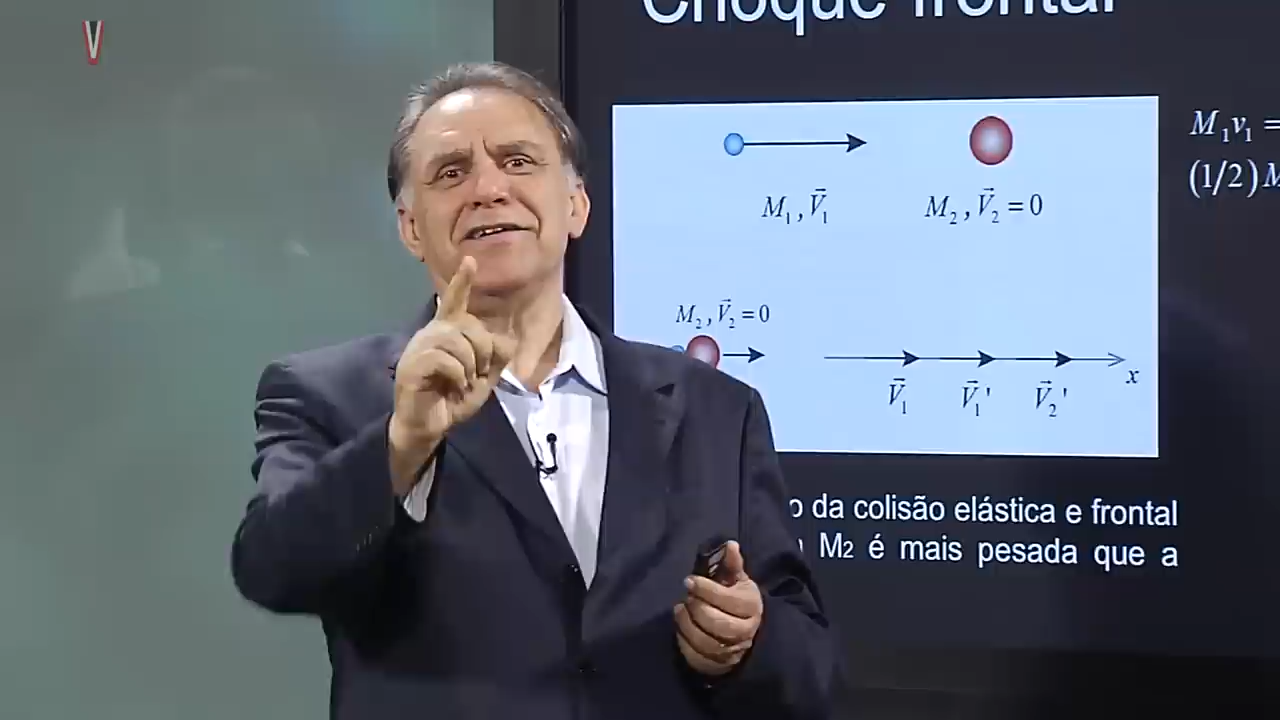 V
Choque frontal
M₁, V⃗₁
M₂, V⃗₂ = 0
M₁v₁ =
(1/2)M
M₂, V⃗₂ = 0
V⃗₁ V⃗₁' V⃗₂' x
da colisão elástica e frontal
M₂ é mais pesada que a